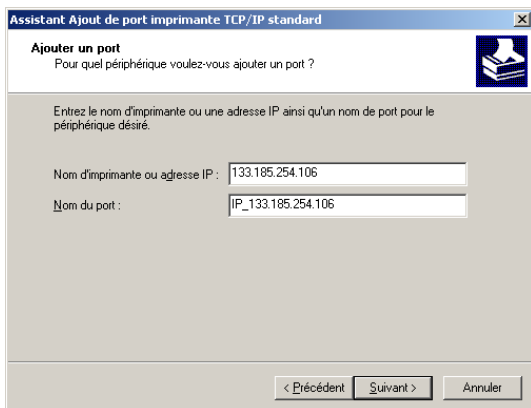 Assistant Ajout de port imprimante TCP/IP standard
Ajouter un port
Pour quel périphérique voulez-vous ajouter un port ?
Entrez le nom d'imprimante ou une adresse IP ainsi qu'un nom de port pour le
périphérique désiré.
Nom d'imprimante ou adresse IP : 133.185.254.106
Nom du port : IP_133.185.254.106
< Précédent Suivant > Annuler